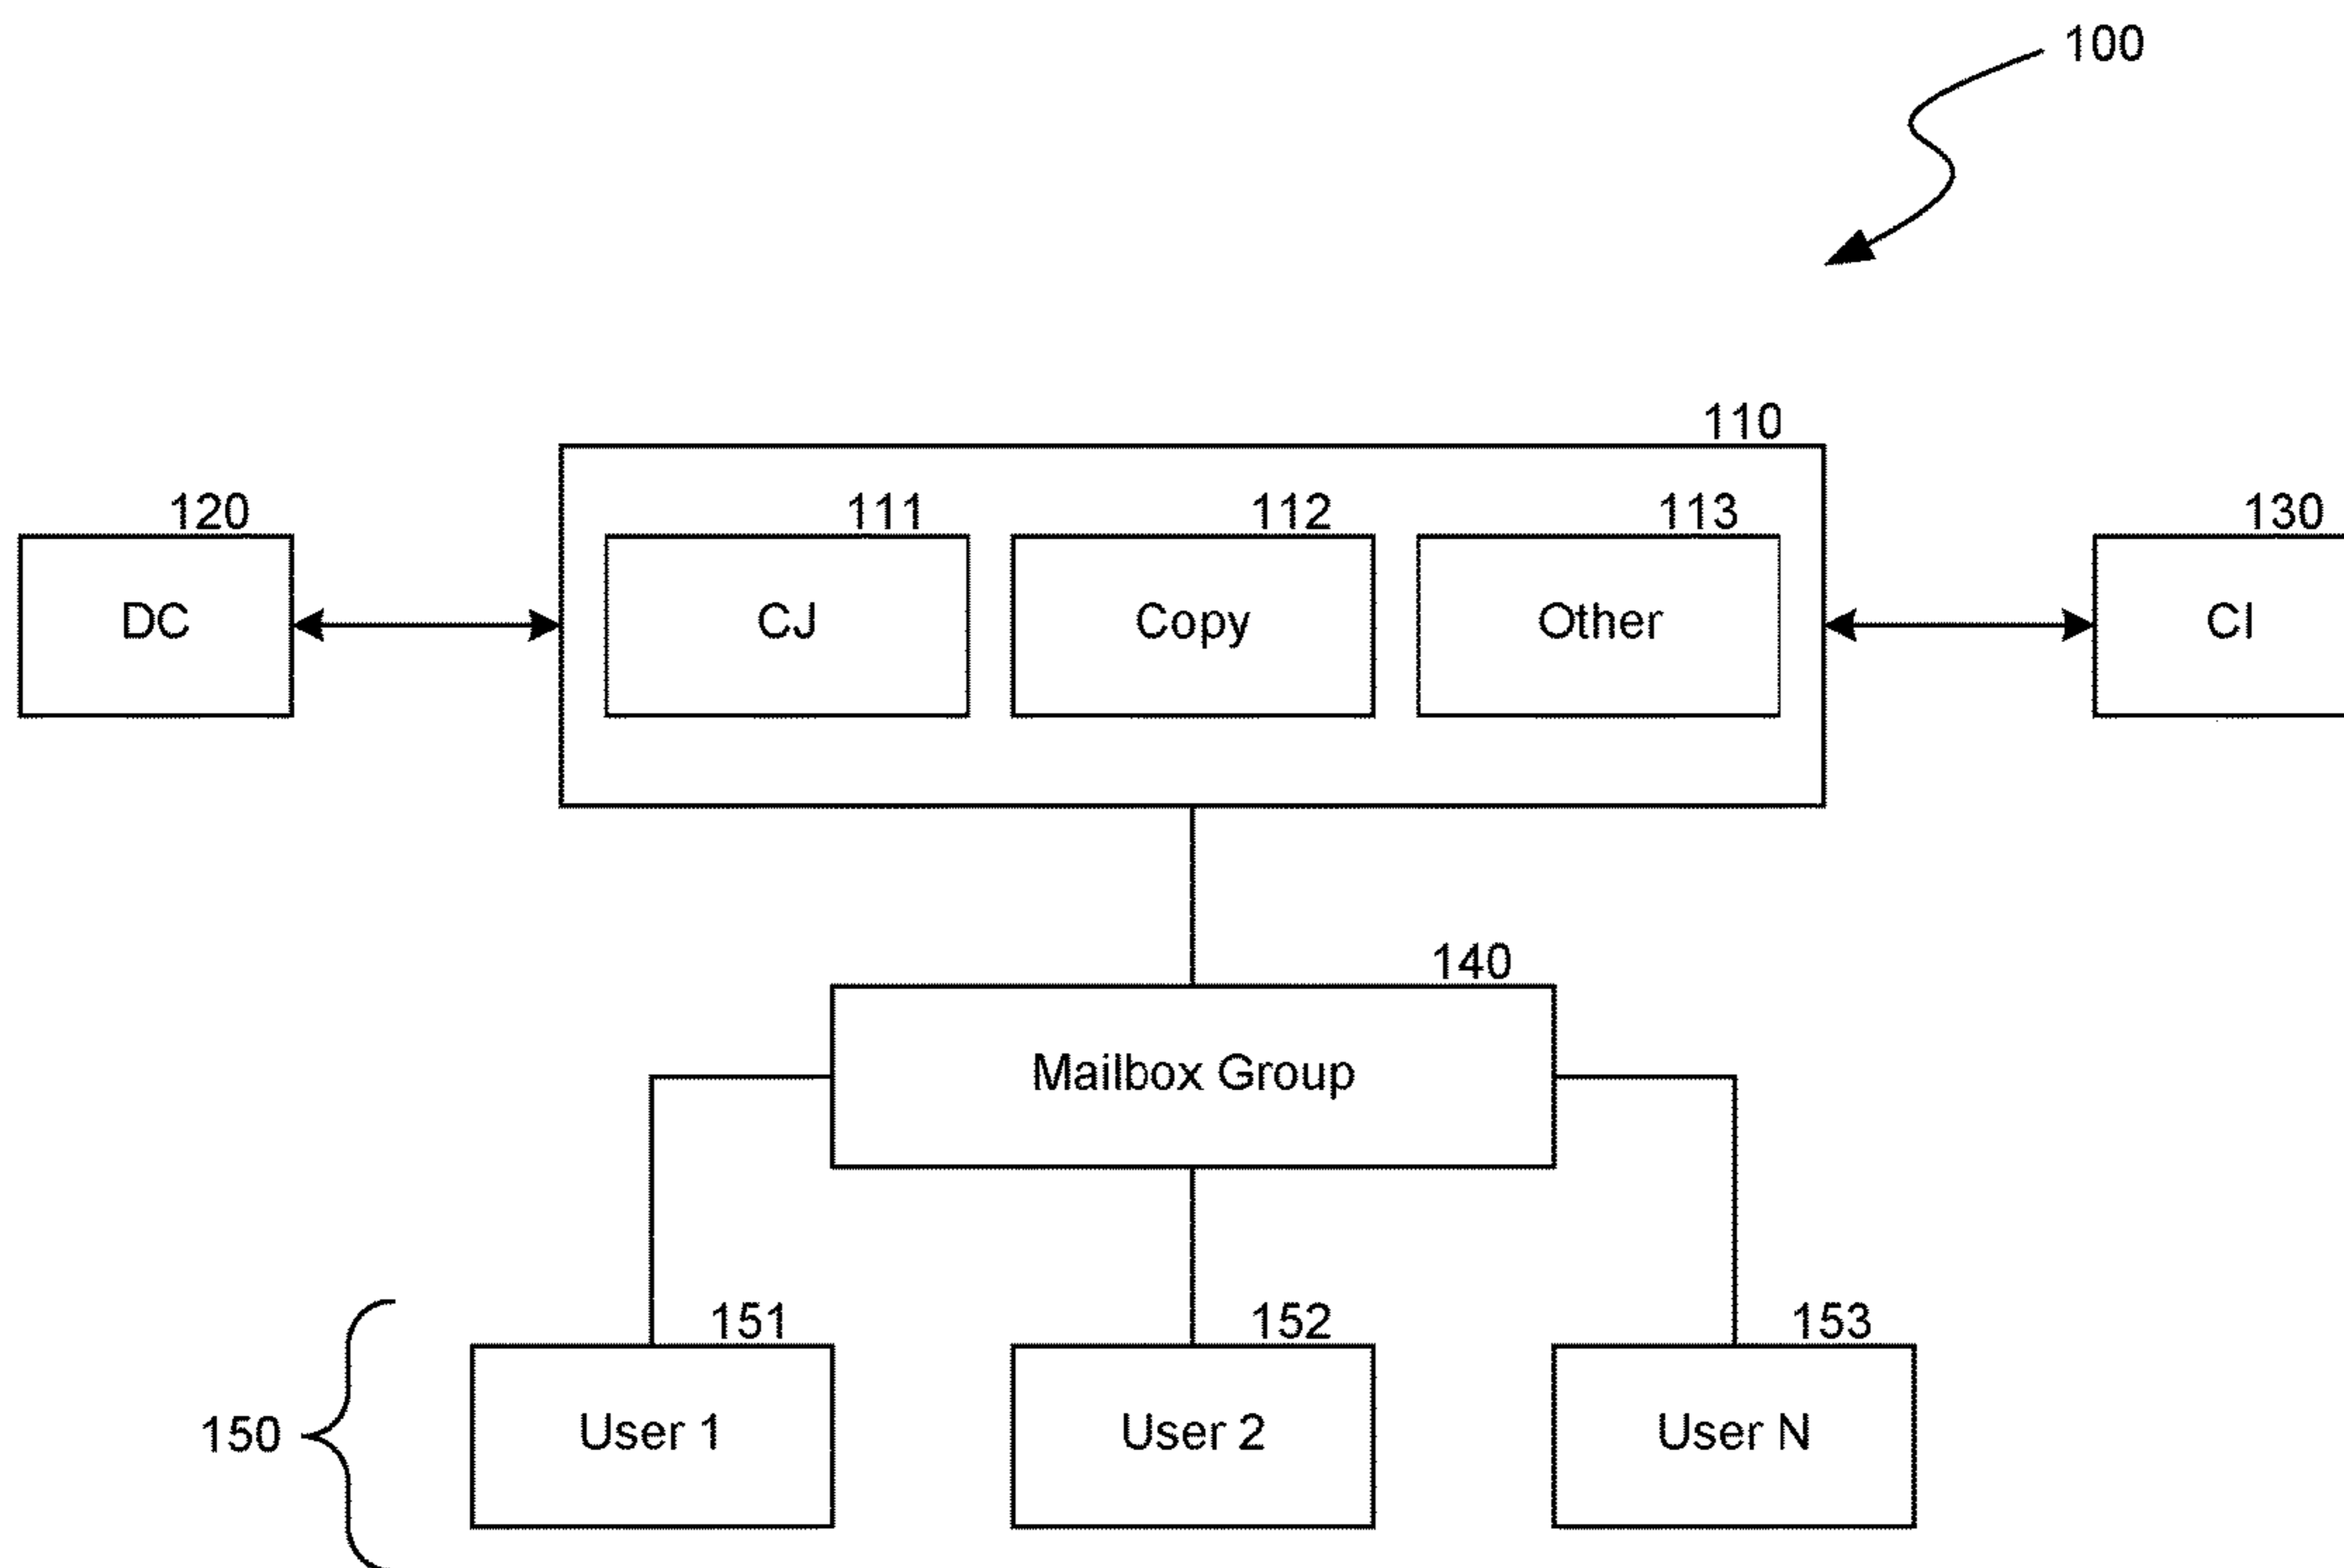 100
110
120
111
112
113
130
DC
CJ
Copy
Other
CI
140
Mailbox Group
151
152
153
150
User 1
User 2
User N